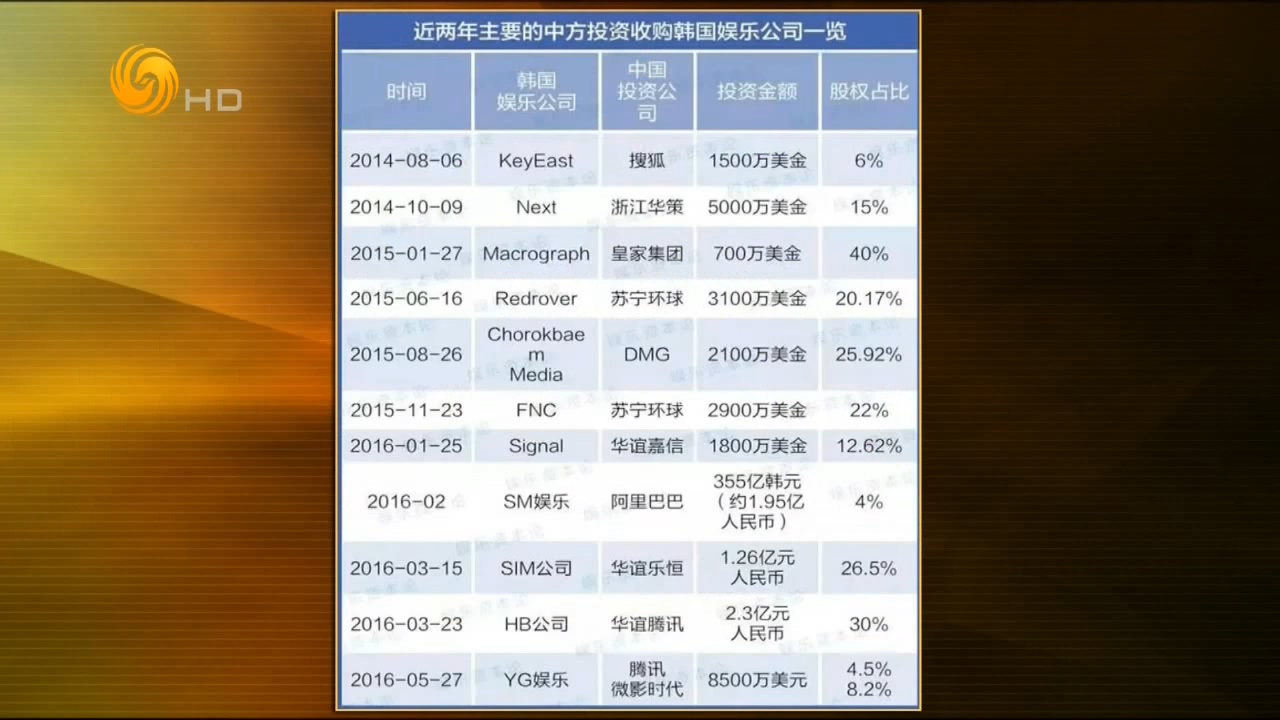 近两年主要的中方投资收购韩国娱乐公司一览
HD
时间 韩国 娱乐公司 中国 投资公 司 投资金额 股权占比
2014-08-06 KeyEast 搜狐 1500万美金 6%
2014-10-09 Next 浙江华策 5000万美金 15%
2015-01-27 Macrograph 皇家集团 700万美金 40%
2015-06-16 Redrover 苏宁环球 3100万美金 20.17%
2015-08-26 Chorokbae m Media DMG 2100万美金 25.92%
2015-11-23 FNC 苏宁环球 2900万美金 22%
2016-01-25 Signal 华谊嘉信 1800万美金 12.62%
2016-02 SM娱乐 阿里巴巴 355亿韩元 （约1.95亿 人民币） 4%
2016-03-15 SIM公司 华谊乐恒 1.26亿元 人民币 26.5%
2016-03-23 HB公司 华谊腾讯 2.3亿元 人民币 30%
2016-05-27 YG娱乐 腾讯 微影时代 8500万美元 4.5% 8.2%
娱乐资本论